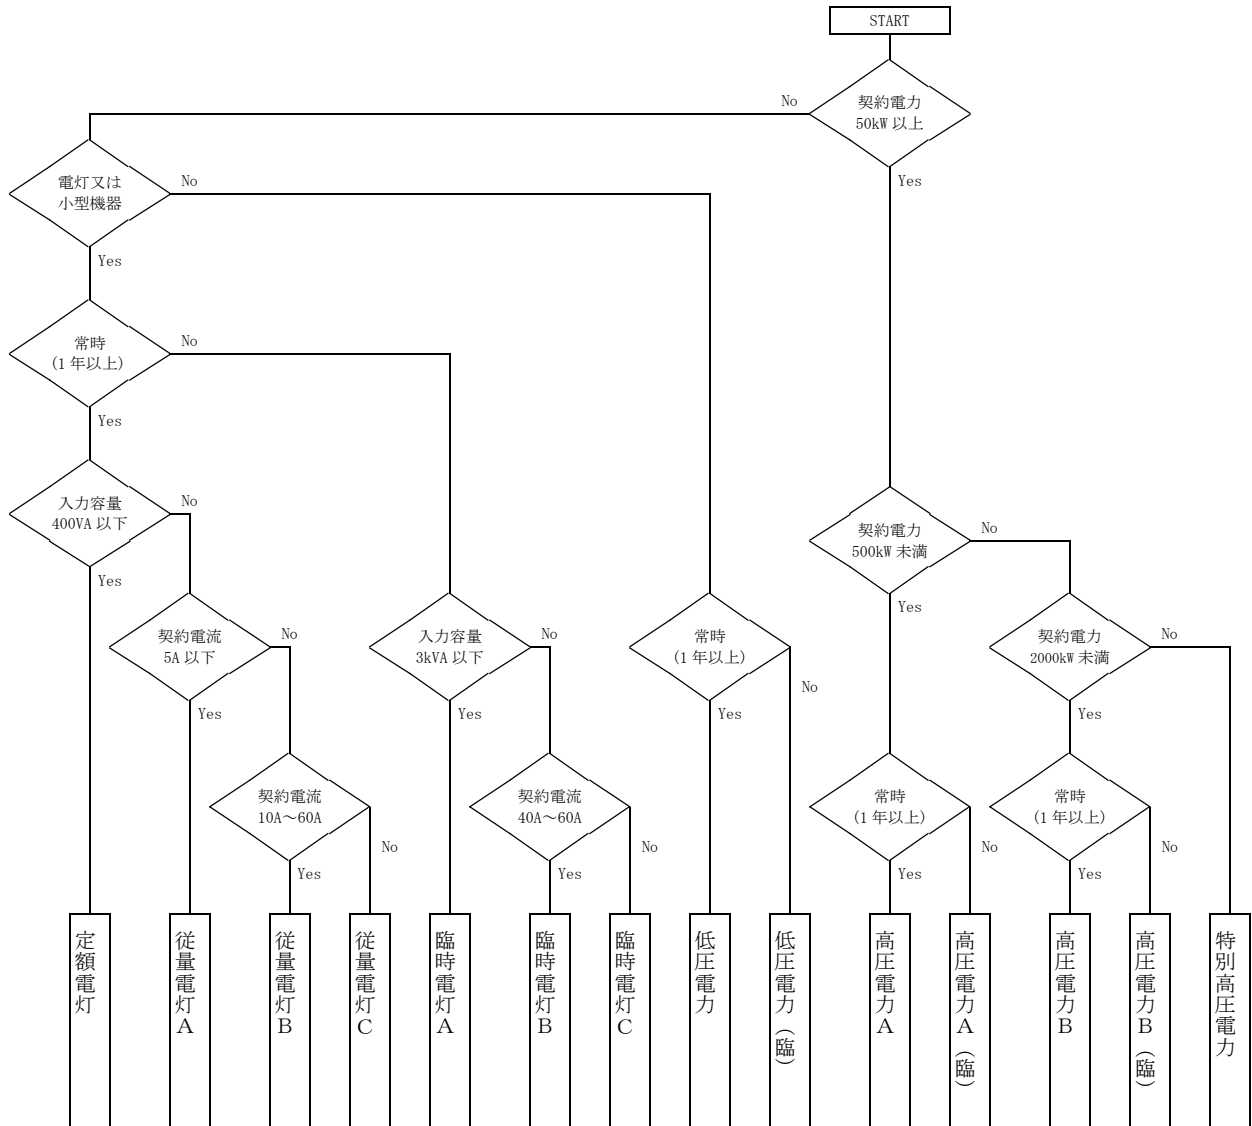 START
契約電力
50kW 以上
No
Yes
電灯又は
小型機器
No
Yes
常時
(1 年以上)
No
Yes
入力容量
400VA 以下
No
Yes
契約電力
500kW 未満
No
Yes
契約電流
5A 以下
No
Yes
入力容量
3kVA 以下
No
Yes
常時
(1 年以上)
No
Yes
契約電力
2000kW 未満
No
Yes
契約電流
10A～60A
No
Yes
契約電流
40A～60A
No
Yes
常時
(1 年以上)
No
Yes
常時
(1 年以上)
No
Yes
定額電灯
従量電灯Ａ
従量電灯Ｂ
従量電灯Ｃ
臨時電灯Ａ
臨時電灯Ｂ
臨時電灯Ｃ
低圧電力
低圧電力（臨）
高圧電力Ａ
高圧電力Ａ（臨）
高圧電力Ｂ
高圧電力Ｂ（臨）
特別高圧電力